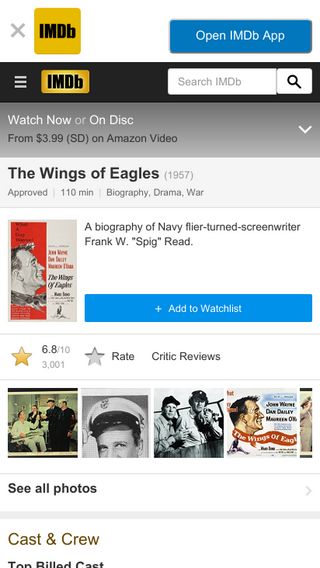 IMDb
Open IMDb App
IMDb
Search IMDb
Watch Now or On Disc
From $3.99 (SD) on Amazon Video
The Wings of Eagles (1957)
Approved | 110 min | Biography, Drama, War
JOHN WAYNE
DAN DAILEY
MAUREEN O'HARA
The Wings
Of Eagles
A biography of Navy flier-turned-screenwriter
Frank W. "Spig" Read.
+ Add to Watchlist
6.8/10
3,001
Rate
Critic Reviews
JOHN WAYNE
DAN DAILEY
The Wings Of Eagl
See all photos
Cast & Crew
Top Billed Cast